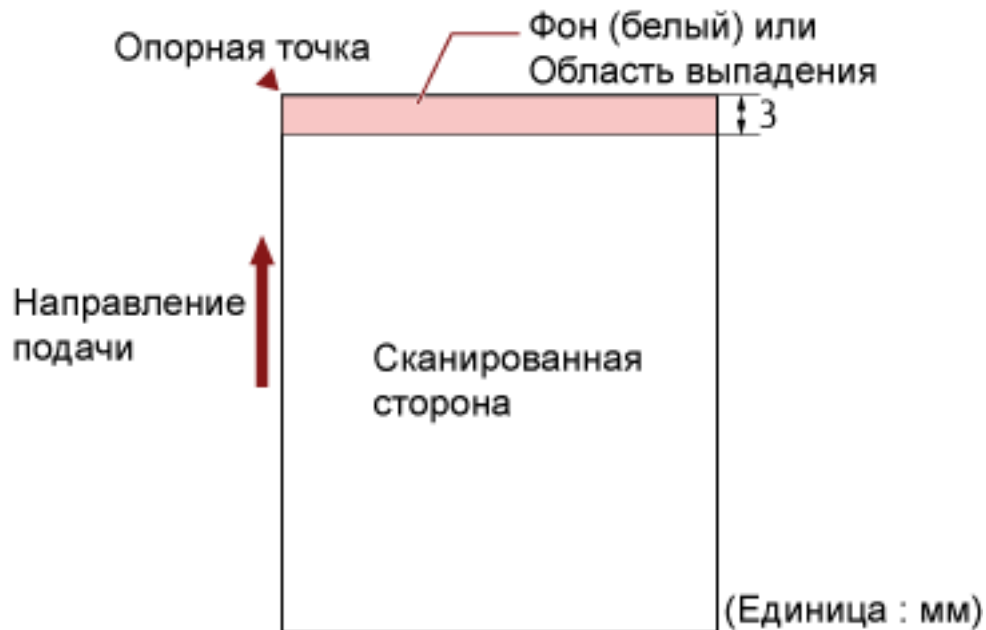 Опорная точка
Фон (белый) или
Область выпадения
3
Направление
подачи
Сканированная
сторона
(Единица : мм)